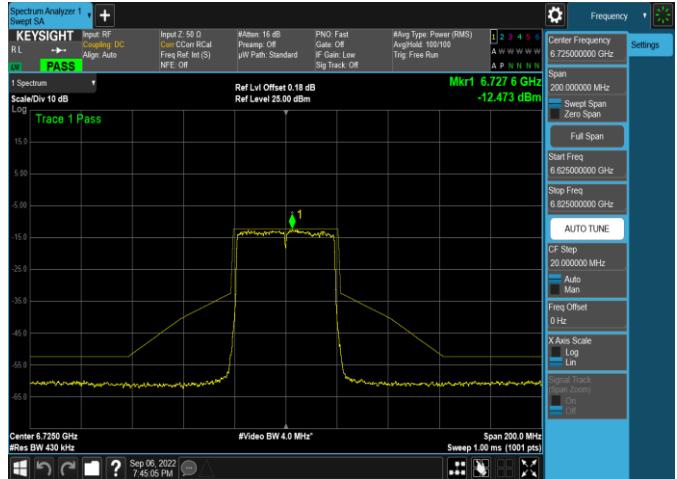 Spectrum Analyzer 1
Swept SA
+
Frequency
KEYSIGHT
RL
PASS
Input: RF
Coupling: DC
Align: Auto
Input Z: 50 Ω
Corr CCorr RCal
Freq Ref: Int (S)
NFE: Off
#Atten: 16 dB
Preamp: Off
µW Path: Standard
PNO: Fast
Gate: Off
IF Gain: Low
Sig Track: Off
#Avg Type: Power (RMS)
Avg|Hold: 100/100
Trig: Free Run
1 2 3 4 5 6
A W W W W W
A P N N N N
1 Spectrum
Scale/Div 10 dB
Ref Lvl Offset 0.18 dB
Ref Level 25.00 dBm
Mkr1 6.727 6 GHz
-12.473 dBm
Log
Trace 1 Pass
15.0
5.00
-5.00
1
-15.0
-25.0
-35.0
-45.0
-55.0
-65.0
Center 6.7250 GHz
#Res BW 430 kHz
#Video BW 4.0 MHz*
Span 200.0 MHz
Sweep 1.00 ms (1001 pts)
Sep 06, 2022
7:45:05 PM
?
Center Frequency
6.725000000 GHz
Settings
Span
200.000000 MHz
Swept Span
Zero Span
Full Span
Start Freq
6.625000000 GHz
Stop Freq
6.825000000 GHz
AUTO TUNE
CF Step
20.000000 MHz
Auto
Man
Freq Offset
0 Hz
X Axis Scale
Log
Lin
Signal Track
(Span Zoom)
On
Off